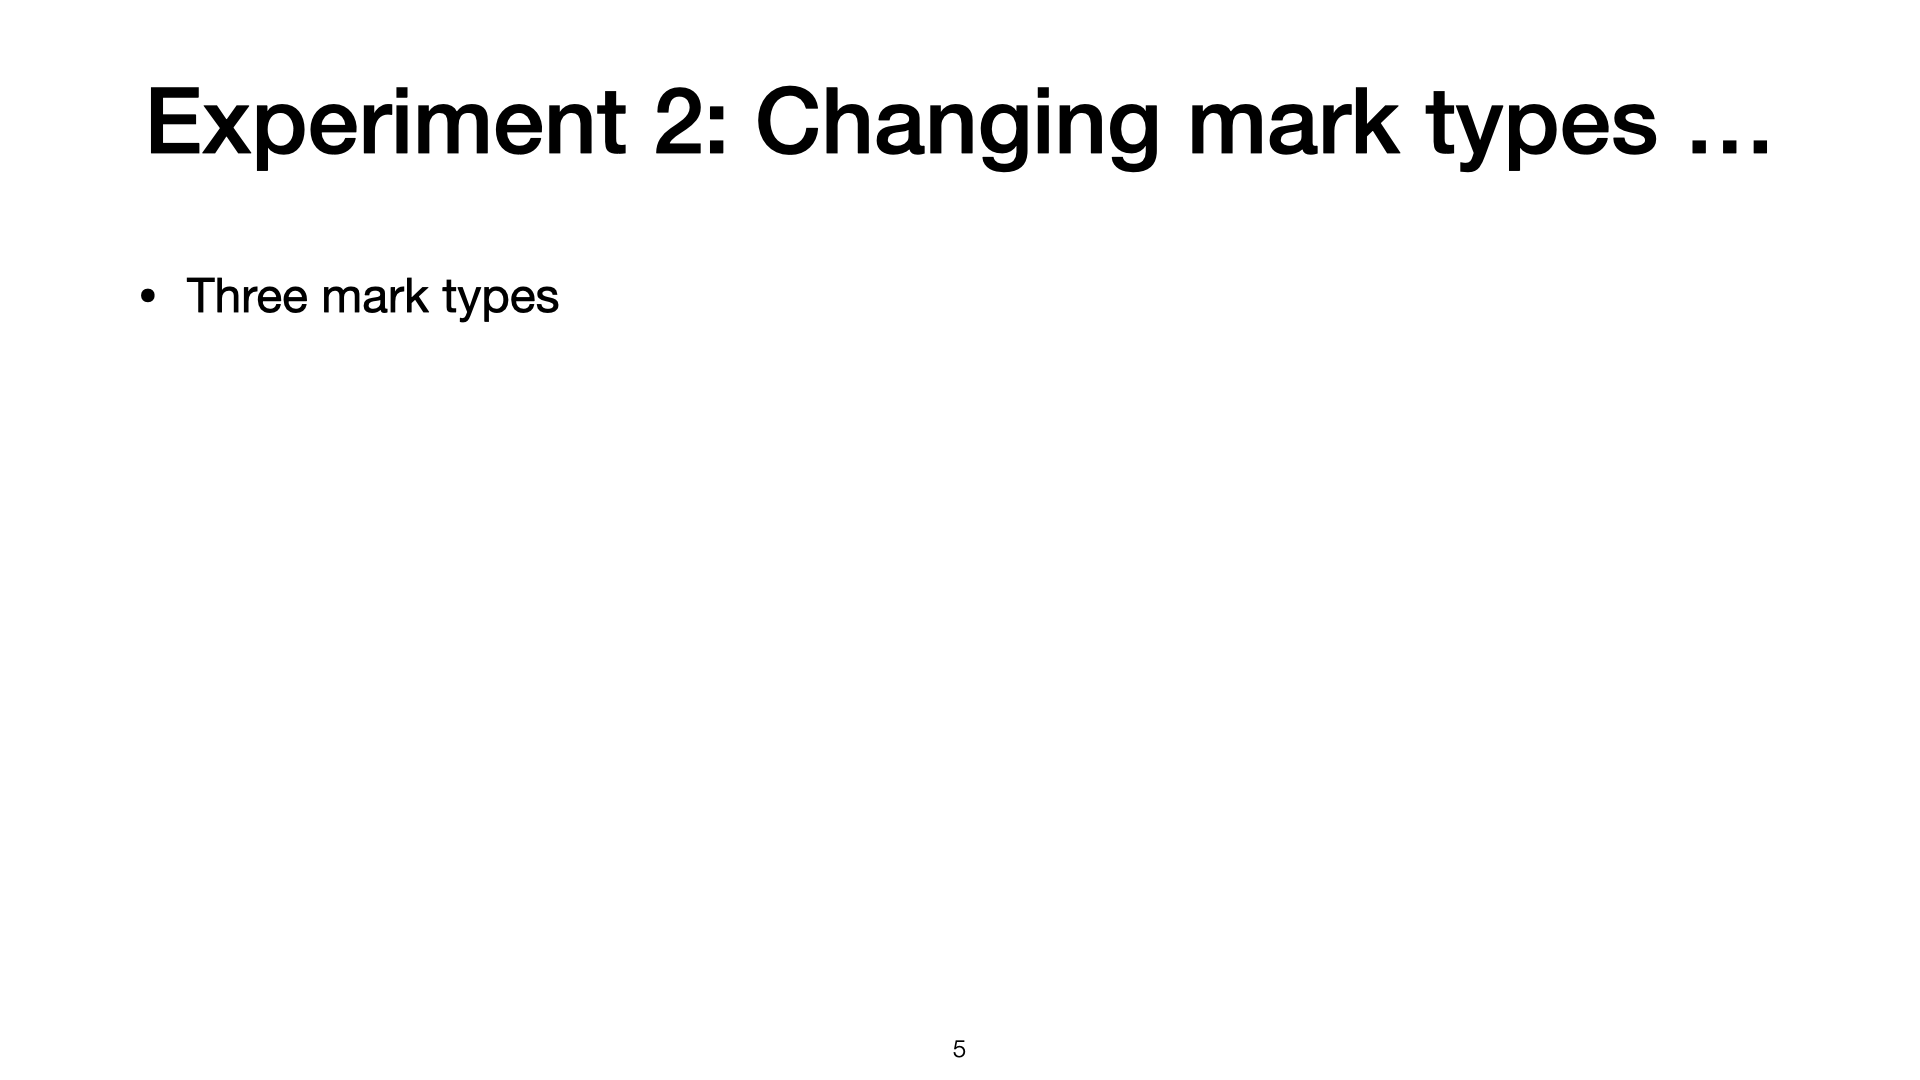 Experiment 2: Changing mark types …
• Three mark types
5